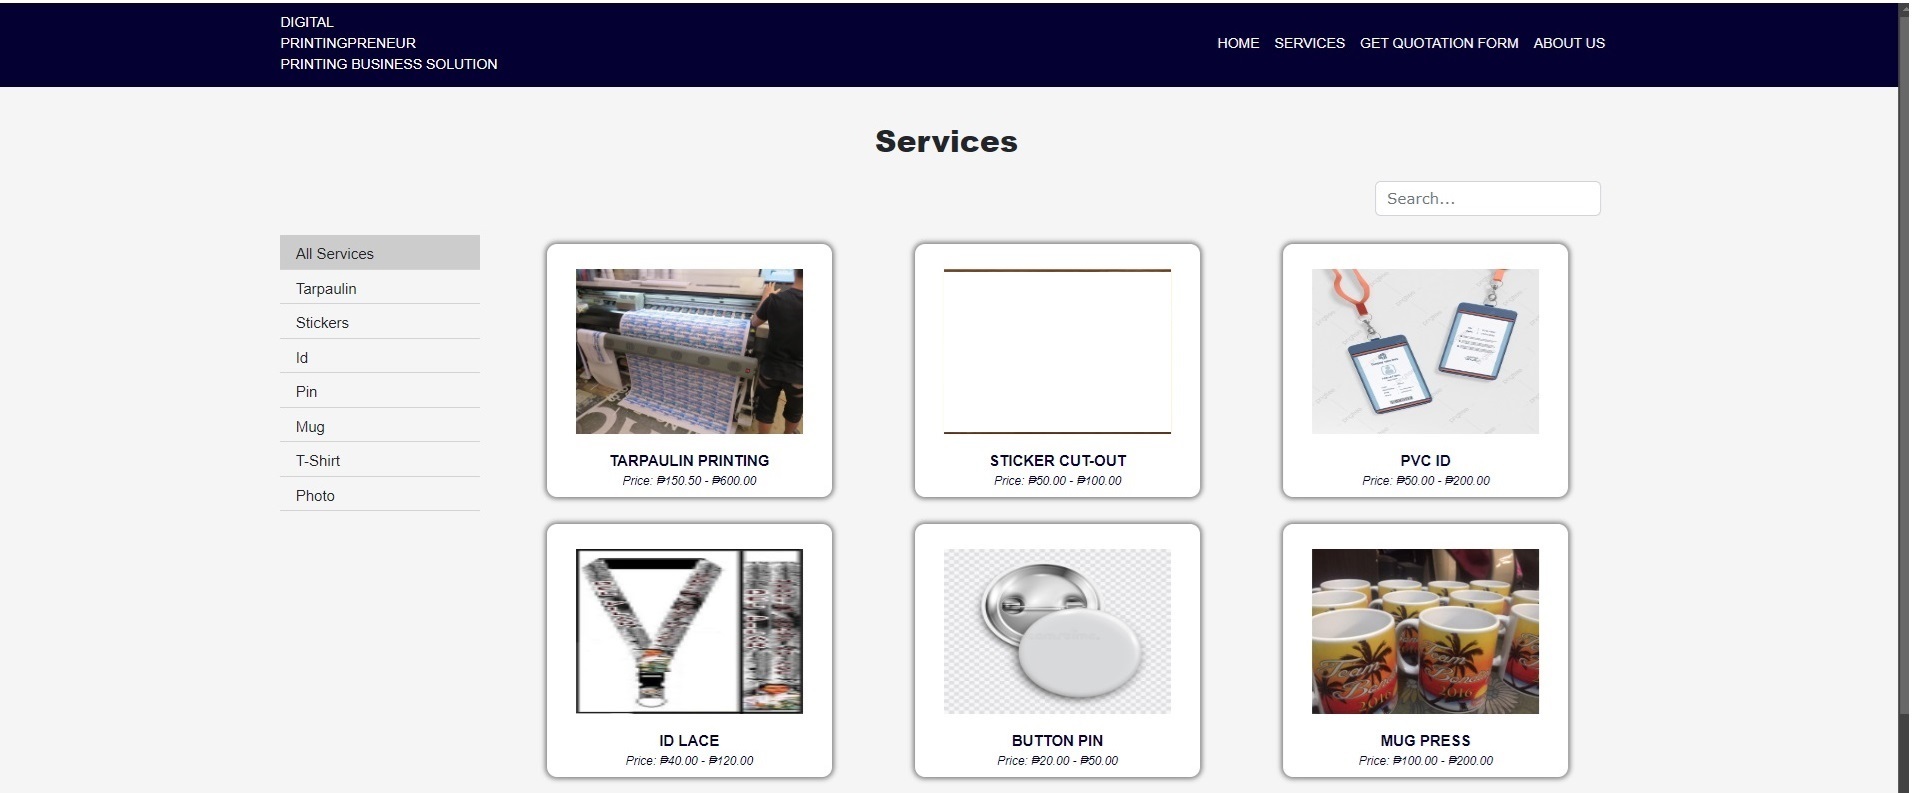 DIGITAL
PRINTINGPRENEUR
PRINTING BUSINESS SOLUTION
HOME SERVICES GET QUOTATION FORM ABOUT US
Services
Search...
All Services
Tarpaulin
Stickers
Id
Pin
Mug
T-Shirt
Photo
TARPAULIN PRINTING
Price: ₱150.50 - ₱600.00
STICKER CUT-OUT
Price: ₱50.00 - ₱100.00
PVC ID
Price: ₱50.00 - ₱200.00
ID LACE
Price: ₱40.00 - ₱120.00
BUTTON PIN
Price: ₱20.00 - ₱50.00
Team
2016
MUG PRESS
Price: ₱100.00 - ₱200.00